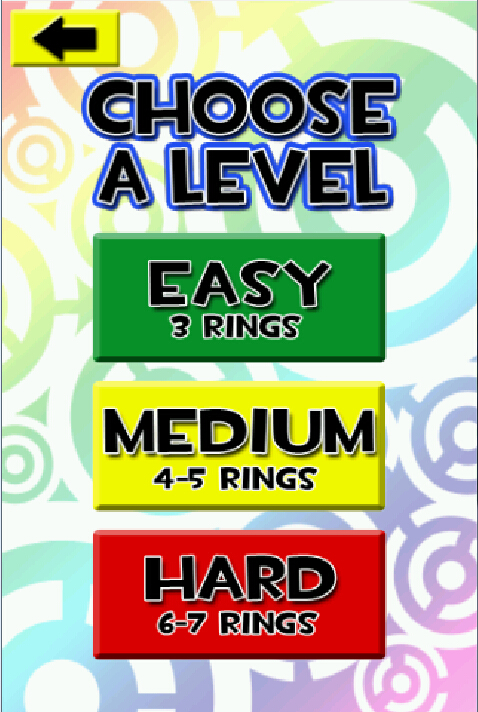 CHOOSE
A LEVEL
EASY
3 RINGS
MEDIUM
4-5 RINGS
HARD
6-7 RINGS